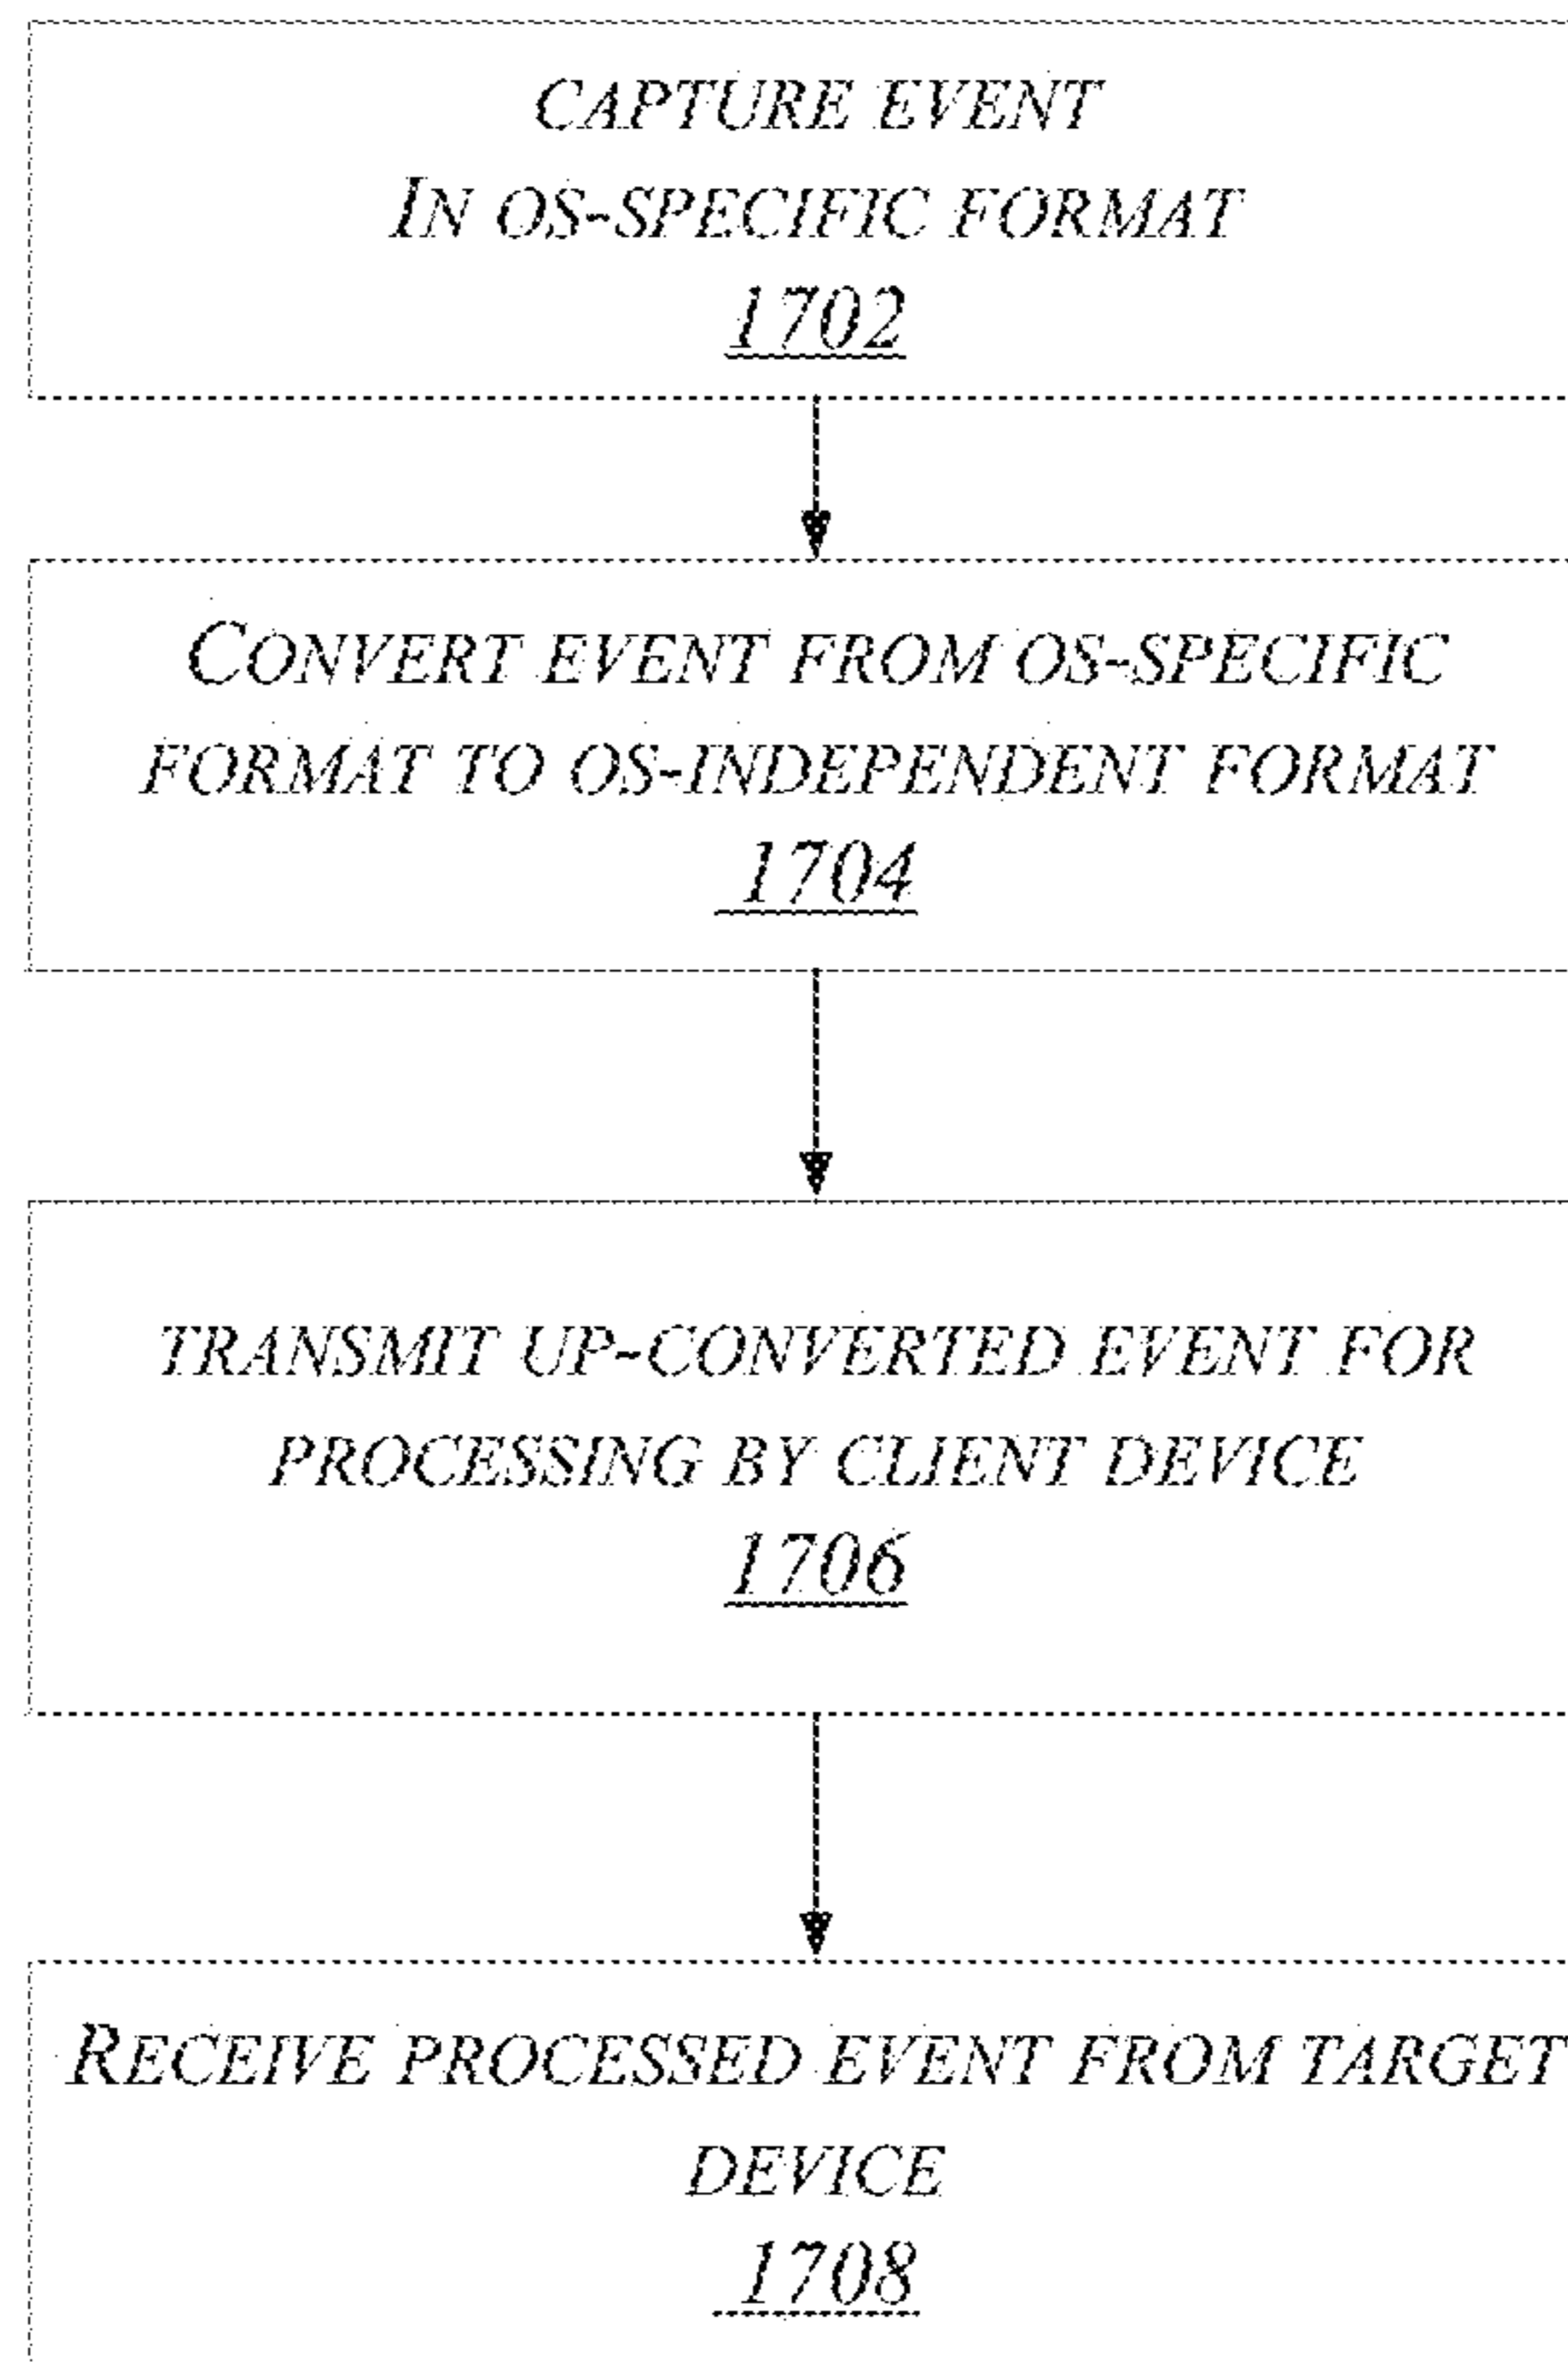 CAPTURE EVENT
IN OS-SPECIFIC FORMAT
1702
CONVERT EVENT FROM OS-SPECIFIC
FORMAT TO OS-INDEPENDENT FORMAT
1704
TRANSMIT UP-CONVERTED EVENT FOR
PROCESSING BY CLIENT DEVICE
1706
RECEIVE PROCESSED EVENT FROM TARGET
DEVICE
1708